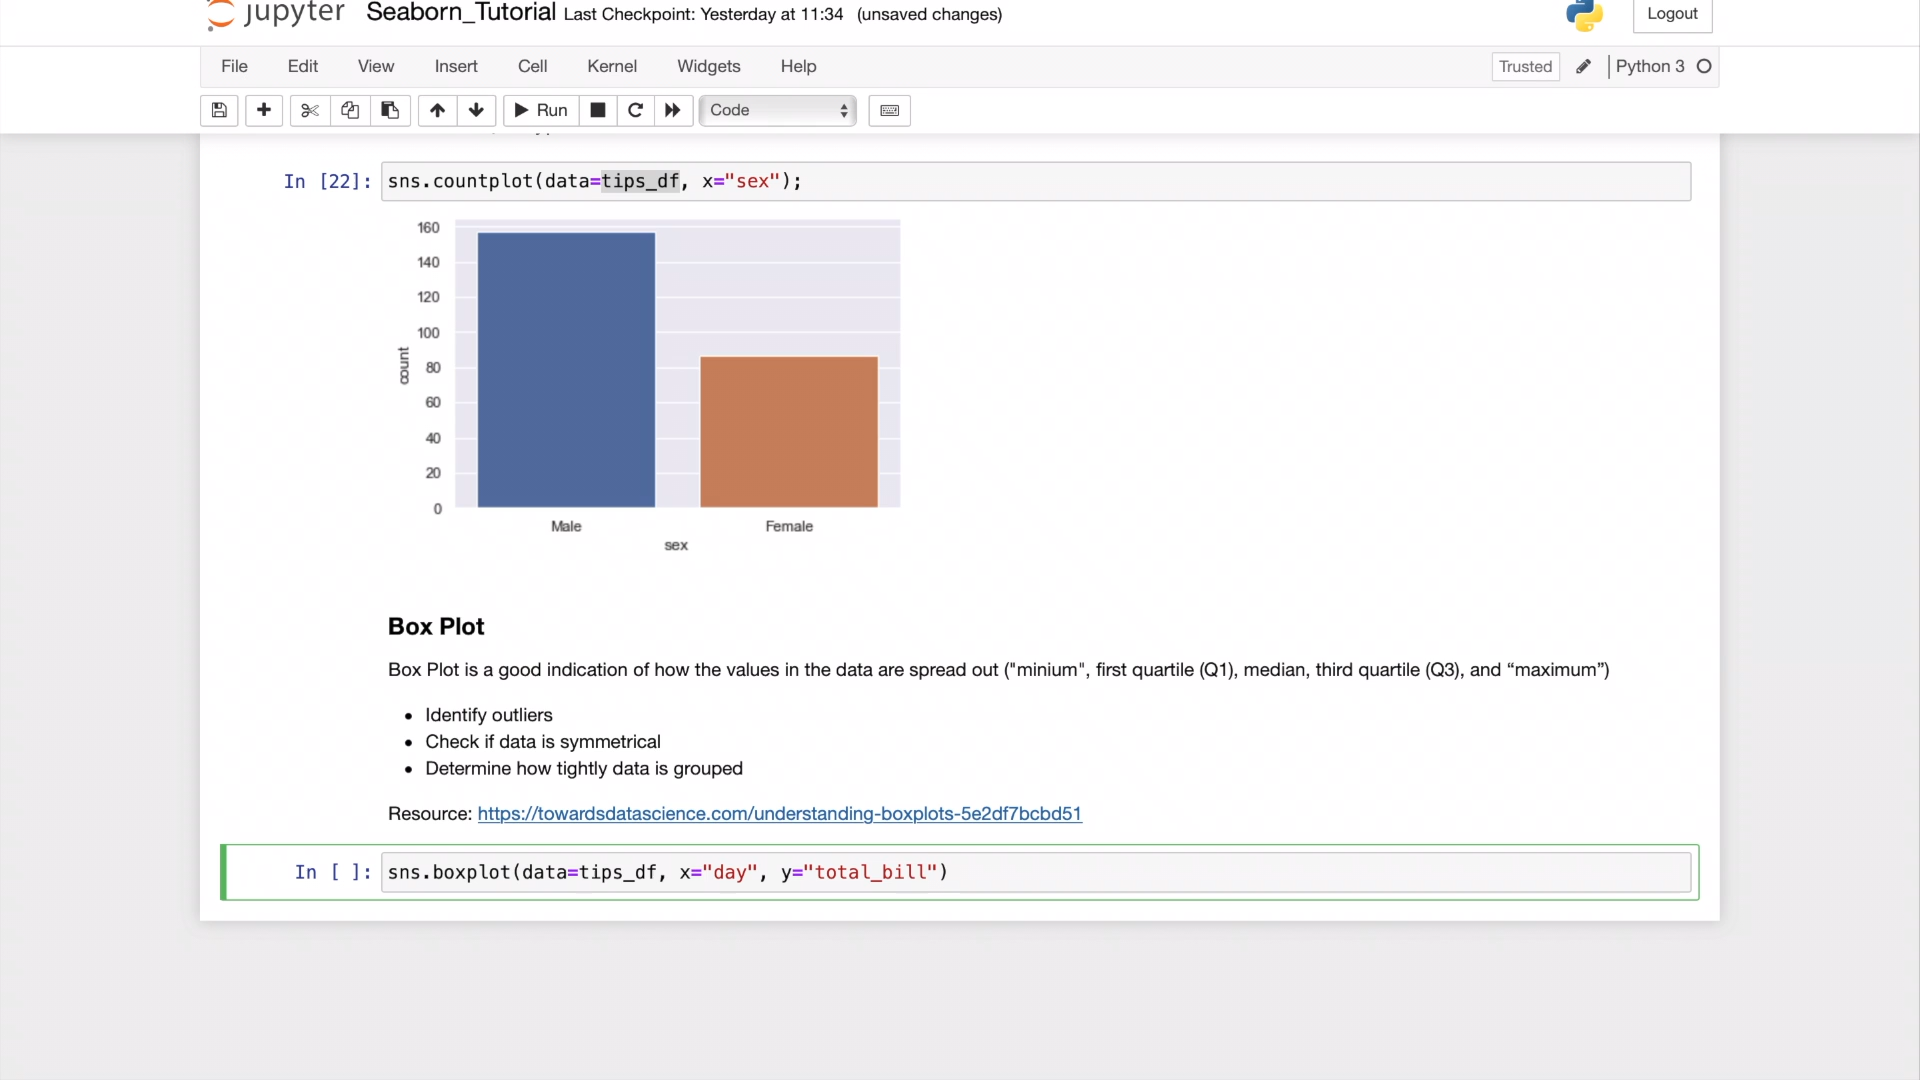 jupyter Seaborn_Tutorial Last Checkpoint: Yesterday at 11:34 (unsaved changes) Logout
File Edit View Insert Cell Kernel Widgets Help Trusted Python 3
Run Code
In [22]: sns.countplot(data=tips_df, x="sex");
160
140
120
100
80
60
40
20
0
count
Male Female
sex
Box Plot
Box Plot is a good indication of how the values in the data are spread out ("minium", first quartile (Q1), median, third quartile (Q3), and “maximum”)
• Identify outliers
• Check if data is symmetrical
• Determine how tightly data is grouped
Resource: https://towardsdatascience.com/understanding-boxplots-5e2df7bcbd51
In [ ]: sns.boxplot(data=tips_df, x="day", y="total_bill")